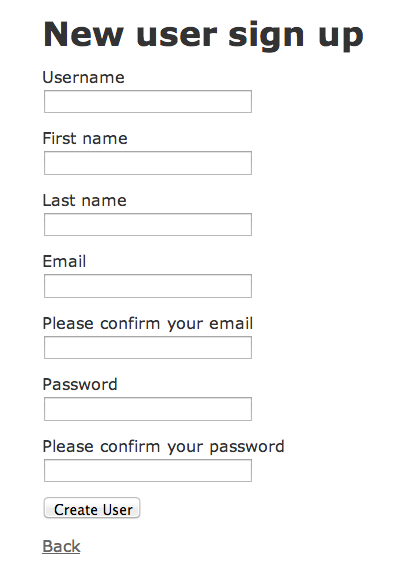 New user sign up
Username
First name
Last name
Email
Please confirm your email
Password
Please confirm your password
Create User
Back